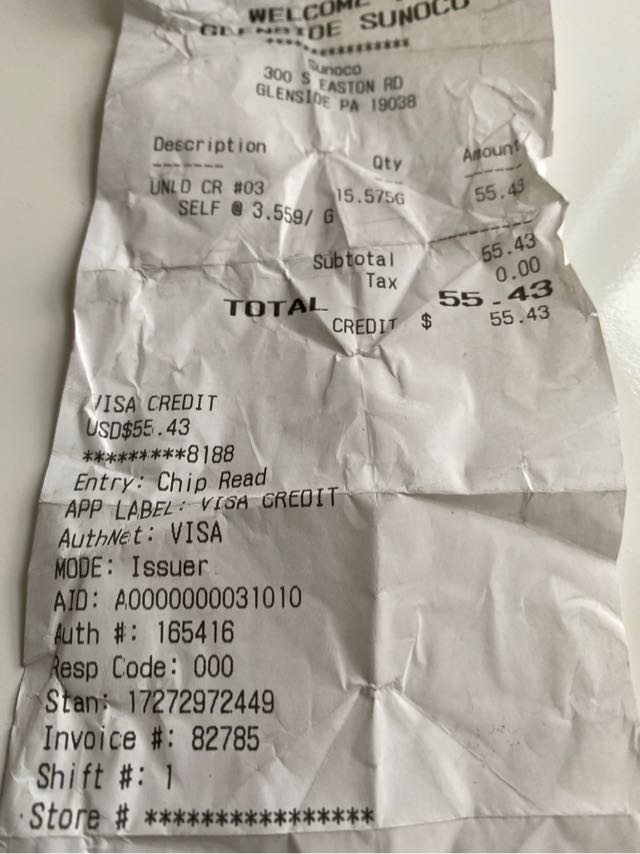 WELCOME
GLENSIDE SUNOCO
****************
Sunoco
300 S EASTON RD
GLENSIDE PA 19038
Description Qty Amount
------- ---- ------
UNLD CR #03 15.575G 55.43
SELF @ 3.559/ G
----------
Subtotal 55.43
Tax 0.00
TOTAL 55.43
CREDIT $ 55.43
VISA CREDIT
USD$55.43
*********8188
Entry: Chip Read
APP LABEL: VISA CREDIT
AuthNet: VISA
MODE: Issuer
AID: A0000000031010
Auth #: 165416
Resp Code: 000
Stan: 17272972449
Invoice #: 82785
Shift #: 1
Store # ****************